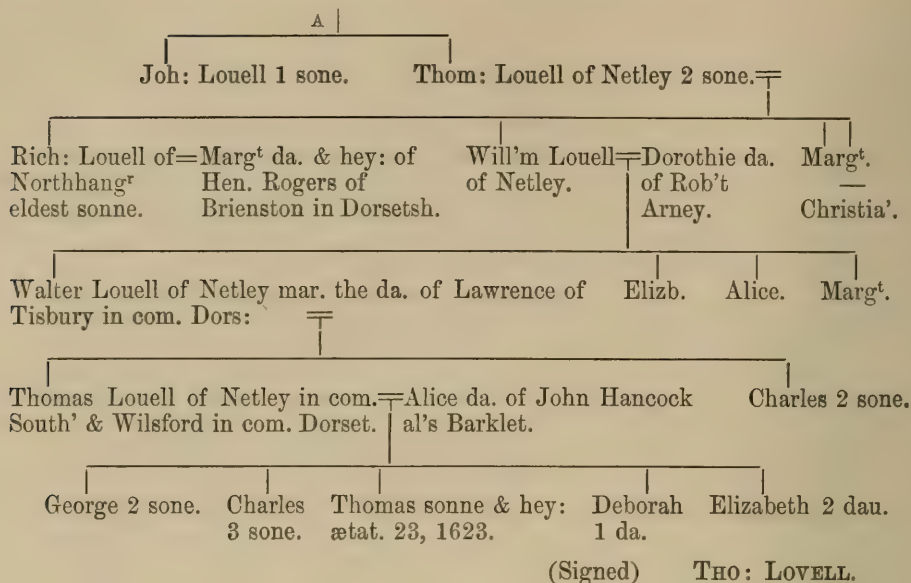 A
Joh: Louell 1 sone. Thom: Louell of Netley 2 sone.
Rich: Louell of = Margᵗ da. & hey: of Will'm Louell Dorothie da. Margᵗ.
Northhangʳ Hen. Rogers of of Netley. of Rob't —
eldest sonne. Brienston in Dorsetsh. Arney. Christia'.
Walter Louell of Netley mar. the da. of Lawrence of Elizb. Alice. Margᵗ.
Tisbury in com. Dors:
Thomas Louell of Netley in com. Alice da. of John Hancock Charles 2 sone.
South' & Wilsford in com. Dorset. al's Barklet.
George 2 sone. Charles Thomas sonne & hey: Deborah Elizabeth 2 dau.
3 sone. ætat. 23, 1623. 1 da.
(Signed) THO: LOVELL.